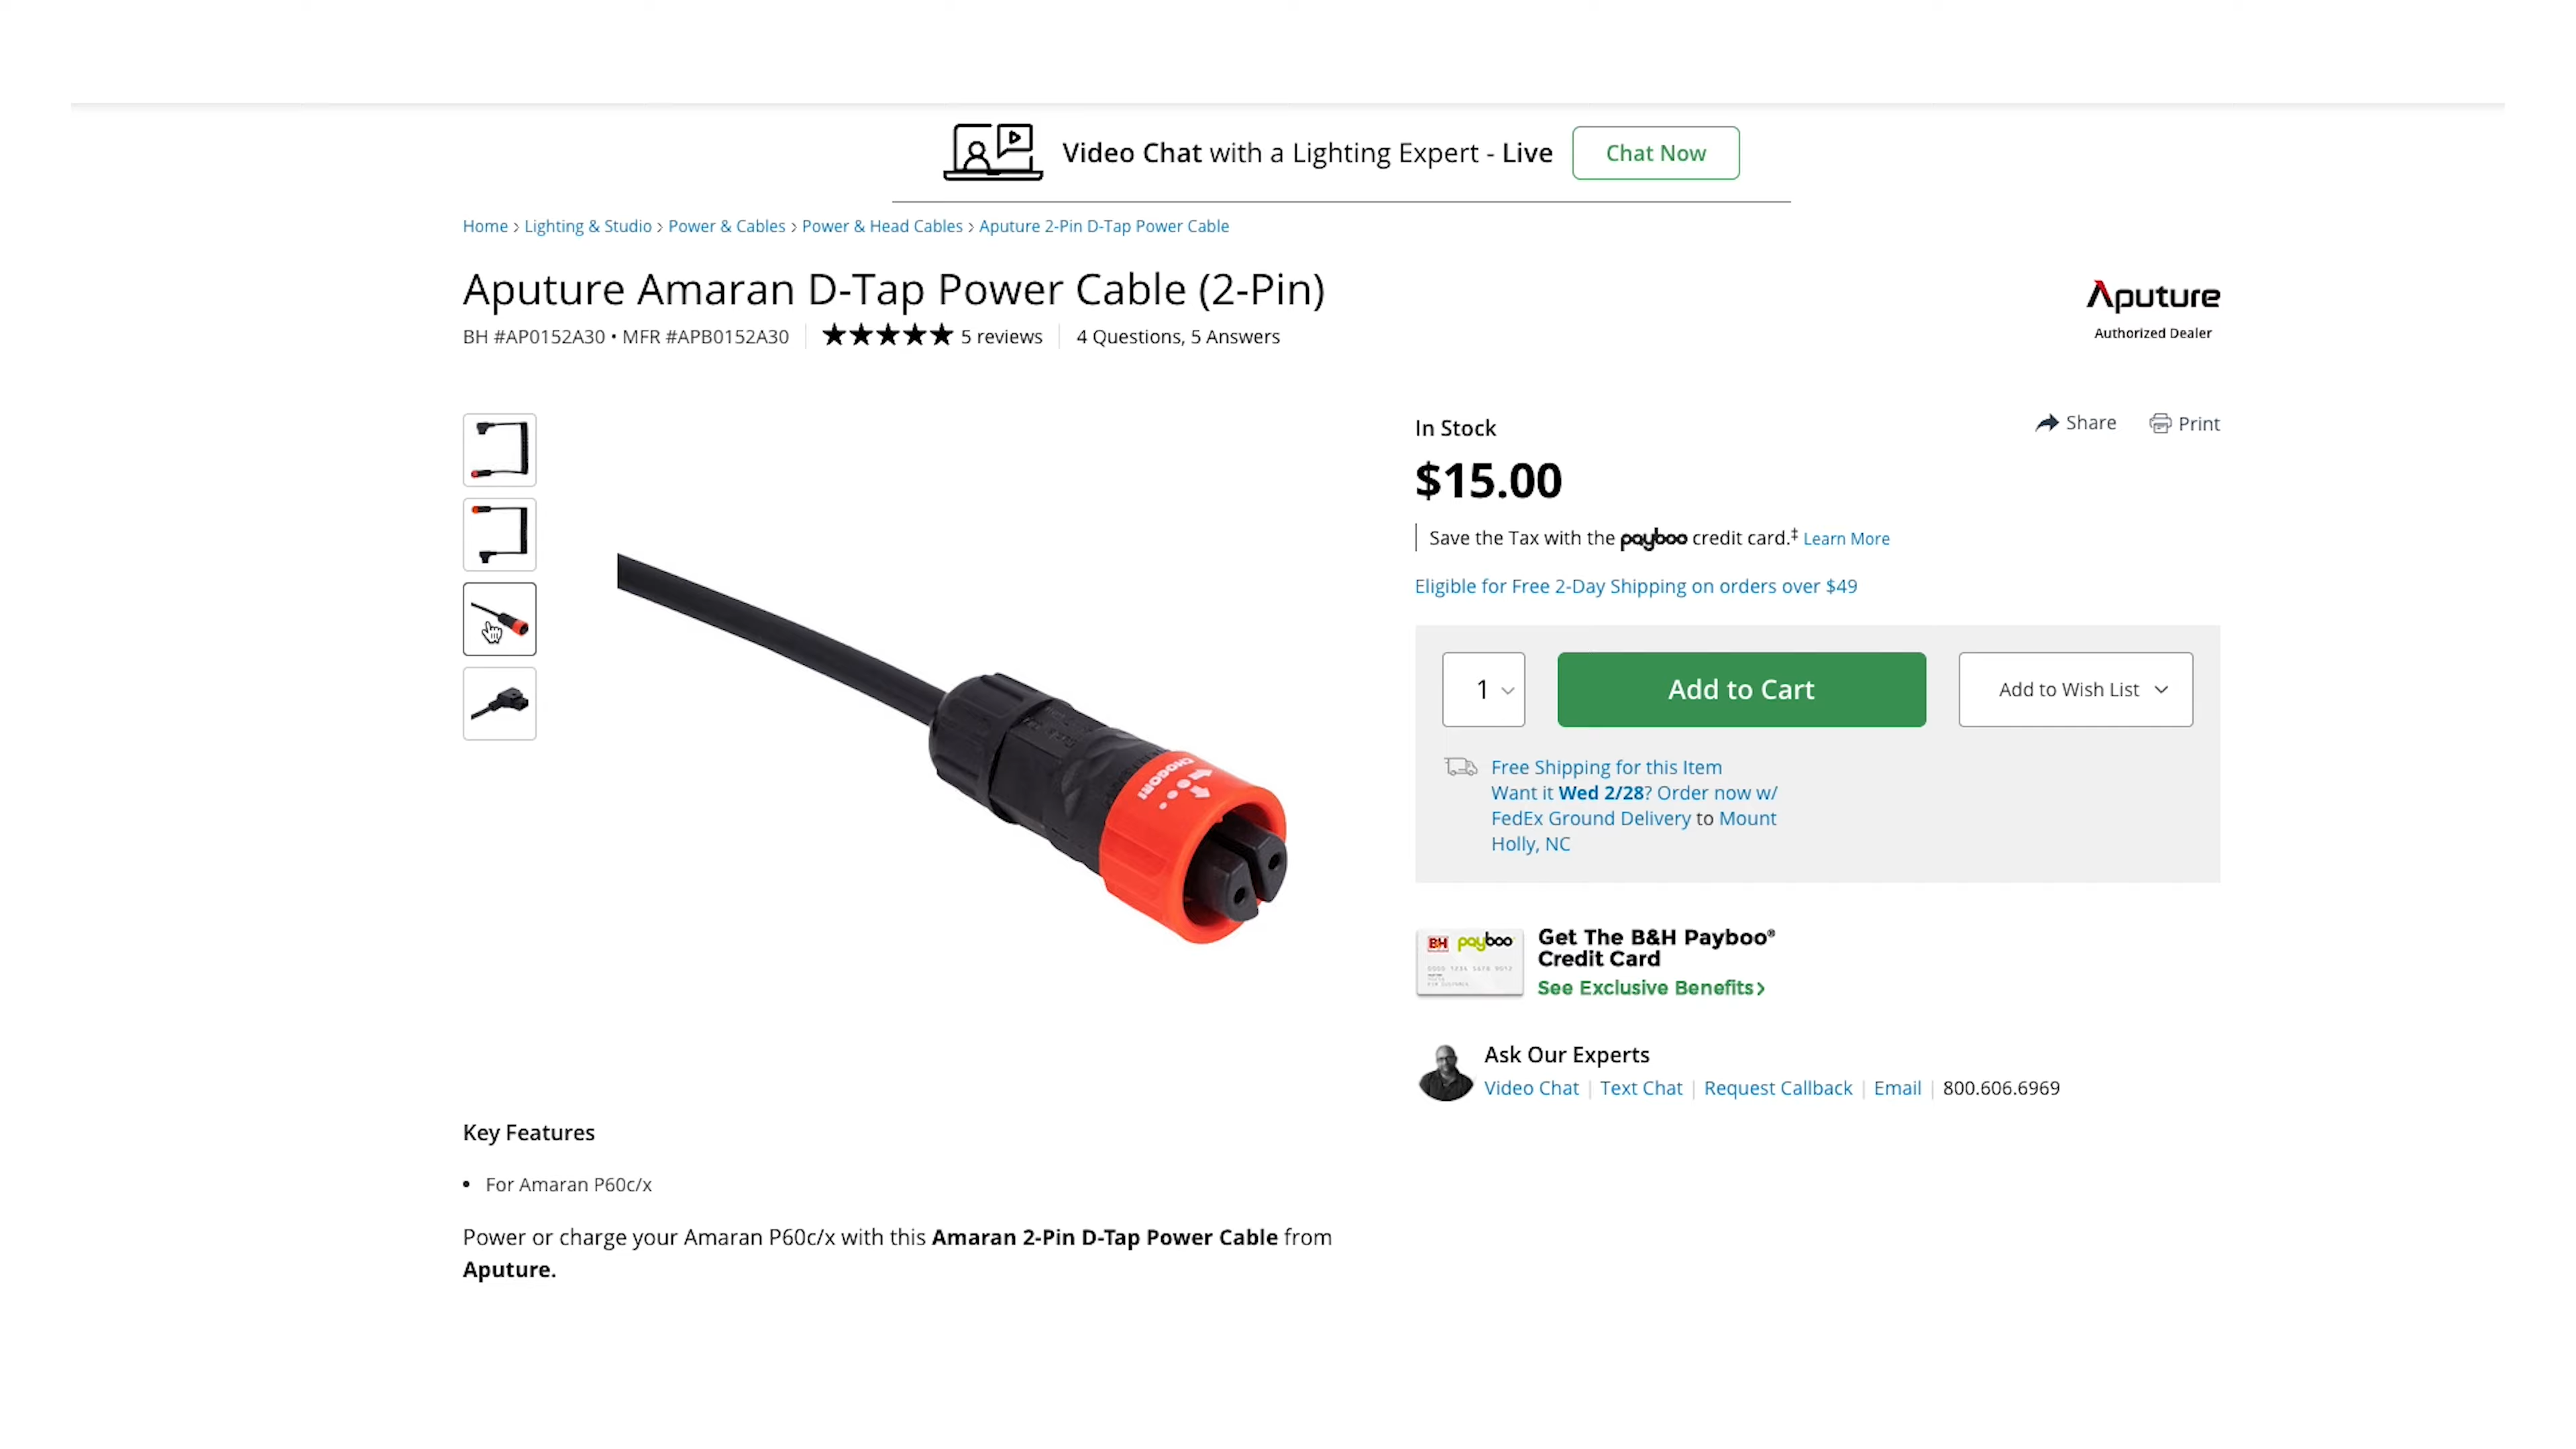 Video Chat with a Lighting Expert - Live
Chat Now
Home > Lighting & Studio > Power & Cables > Power & Head Cables > Aputure 2-Pin D-Tap Power Cable
Aputure Amaran D-Tap Power Cable (2-Pin)
BH #AP0152A30 • MFR #APB0152A30
5 reviews
4 Questions, 5 Answers
Aputure
Authorized Dealer
In Stock
Share
Print
$15.00
Save the Tax with the payboo credit card.‡ Learn More
Eligible for Free 2-Day Shipping on orders over $49
1
Add to Cart
Add to Wish List
Free Shipping for this Item
Want it Wed 2/28? Order now w/
FedEx Ground Delivery to Mount
Holly, NC
CNOGORI
B&H payboo
Get The B&H Payboo®
Credit Card
See Exclusive Benefits>
Ask Our Experts
Video Chat | Text Chat | Request Callback | Email | 800.606.6969
Key Features
• For Amaran P60c/x
Power or charge your Amaran P60c/x with this Amaran 2-Pin D-Tap Power Cable from
Aputure.